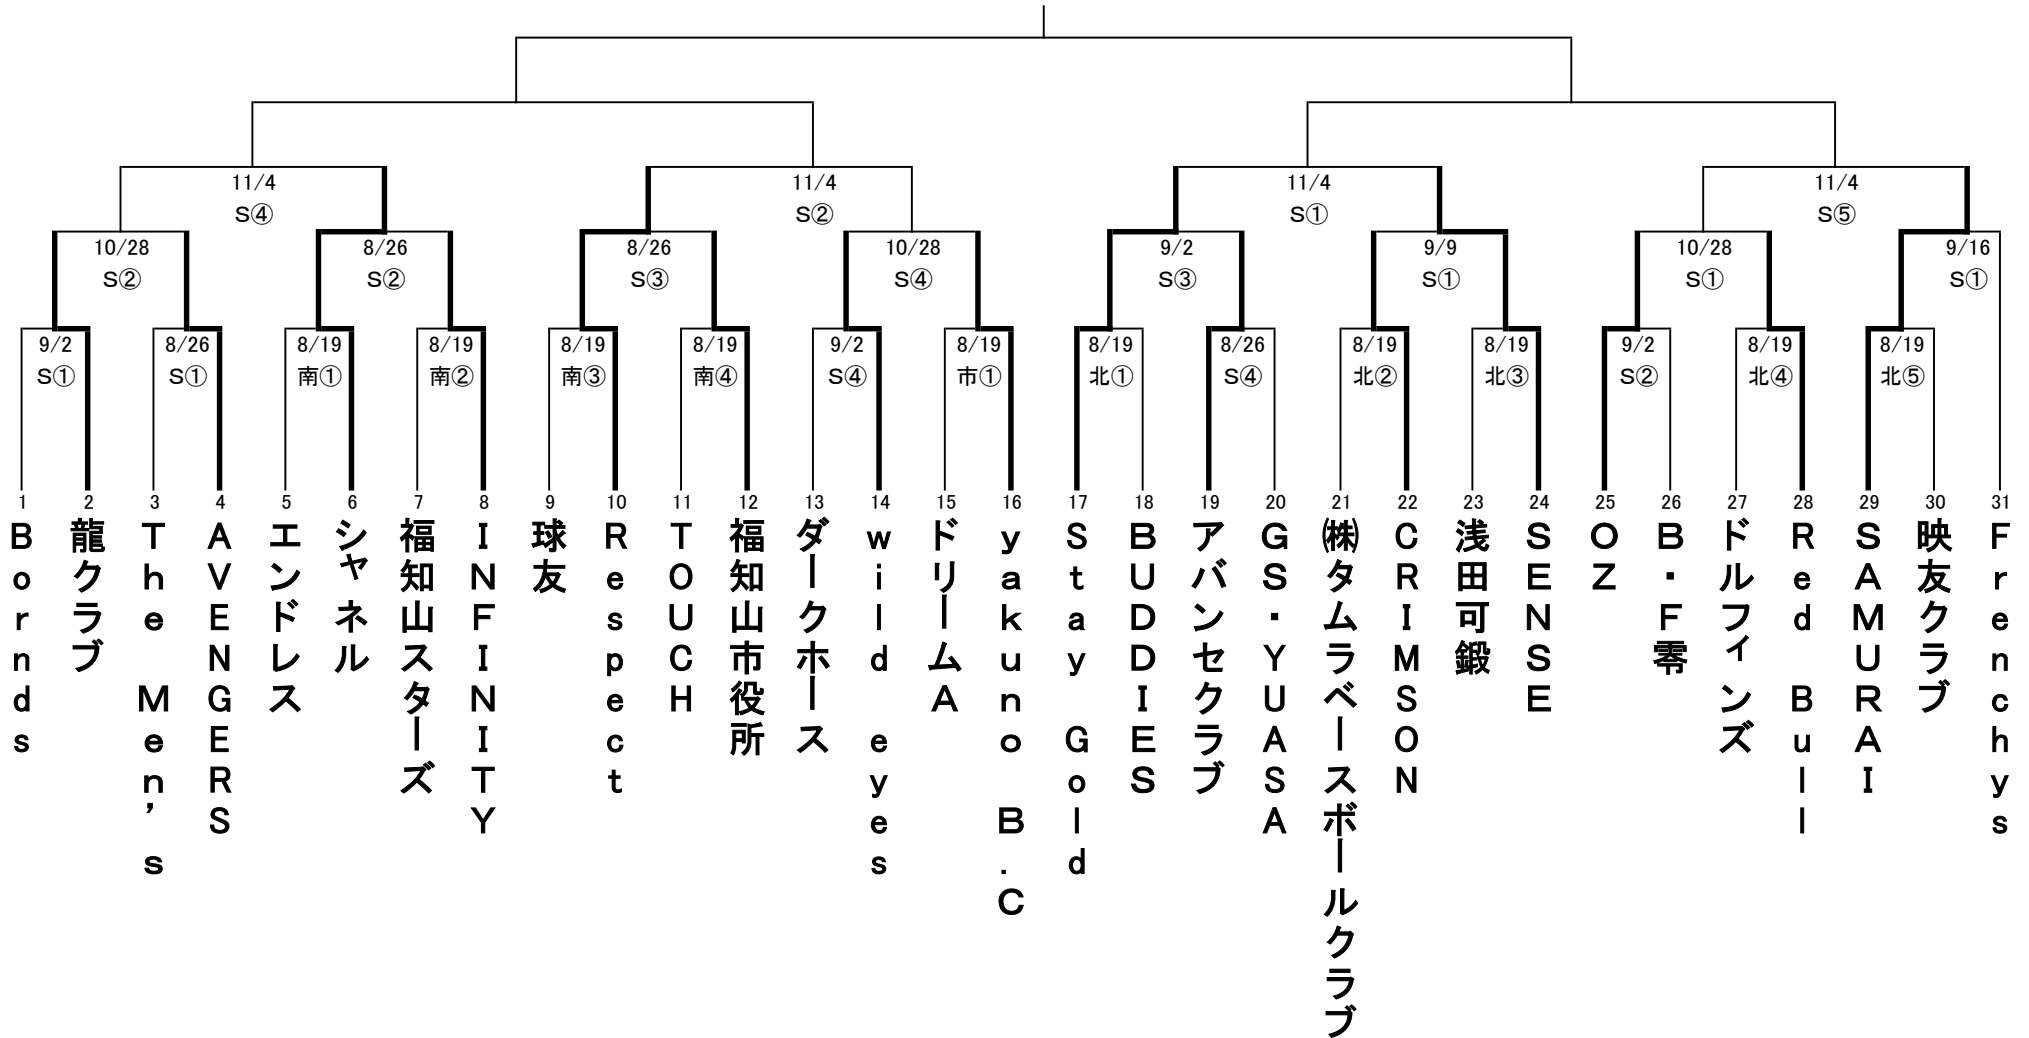 11/4
11/4
11/4
11/4
S④
S②
S①
S⑤
10/28
8/26
8/26
10/28
9/2
9/9
10/28
9/16
S②
S②
S③
S④
S③
S①
S①
S①
9/2
8/26
8/19
8/19
8/19
8/19
9/2
8/19
8/19
8/26
8/19
8/19
9/2
8/19
8/19
S①
S①
南①
南②
南③
南④
S④
市①
北①
S④
北②
北③
S②
北④
北⑤
1
2
3
4
5
6
7
8
9
10
11
12
13
14
15
16
17
18
19
20
21
22
23
24
25
26
27
28
29
30
31
Bornds
龍クラブ
The Men's
AVENGERS
エンドレス
シャネル
福知山スターズ
INFINITY
球友
Respect
TOUCH
福知山市役所
ダークホース
wild eyes
ドリームA
yakuno B.C
Stay Gold
BUDDIES
アバンセクラブ
GS・YUASA
㈱タムラベースボールクラブ
CRIMSON
浅田可鍛
SENSE
OZ
B・F零
ドルフィンズ
Red Bull
SAMURAI
映友クラブ
Frenchys